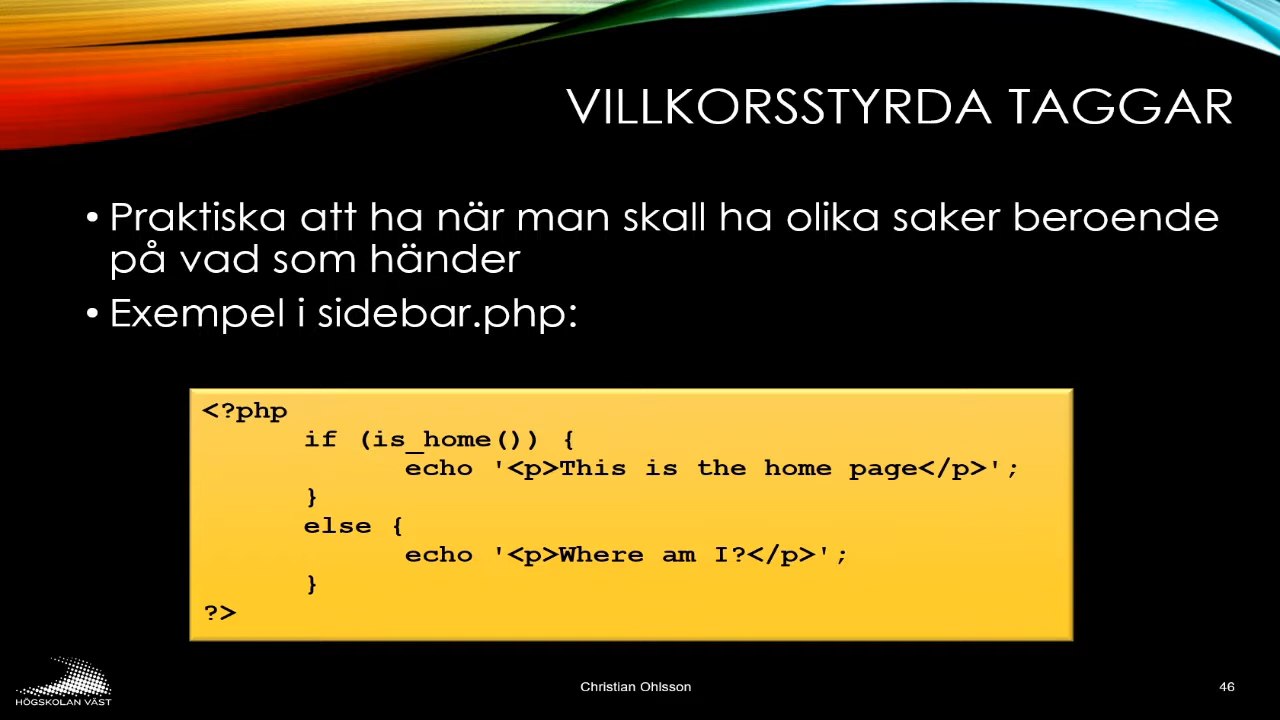 VILLKORSSTYRDA TAGGAR
• Praktiska att ha när man skall ha olika saker beroende
på vad som händer
• Exempel i sidebar.php:
<?php
if (is_home()) {
echo '<p>This is the home page</p>';
}
else {
echo '<p>Where am I?</p>';
}
?>
HÖGSKOLAN VÄST
Christian Ohlsson
46